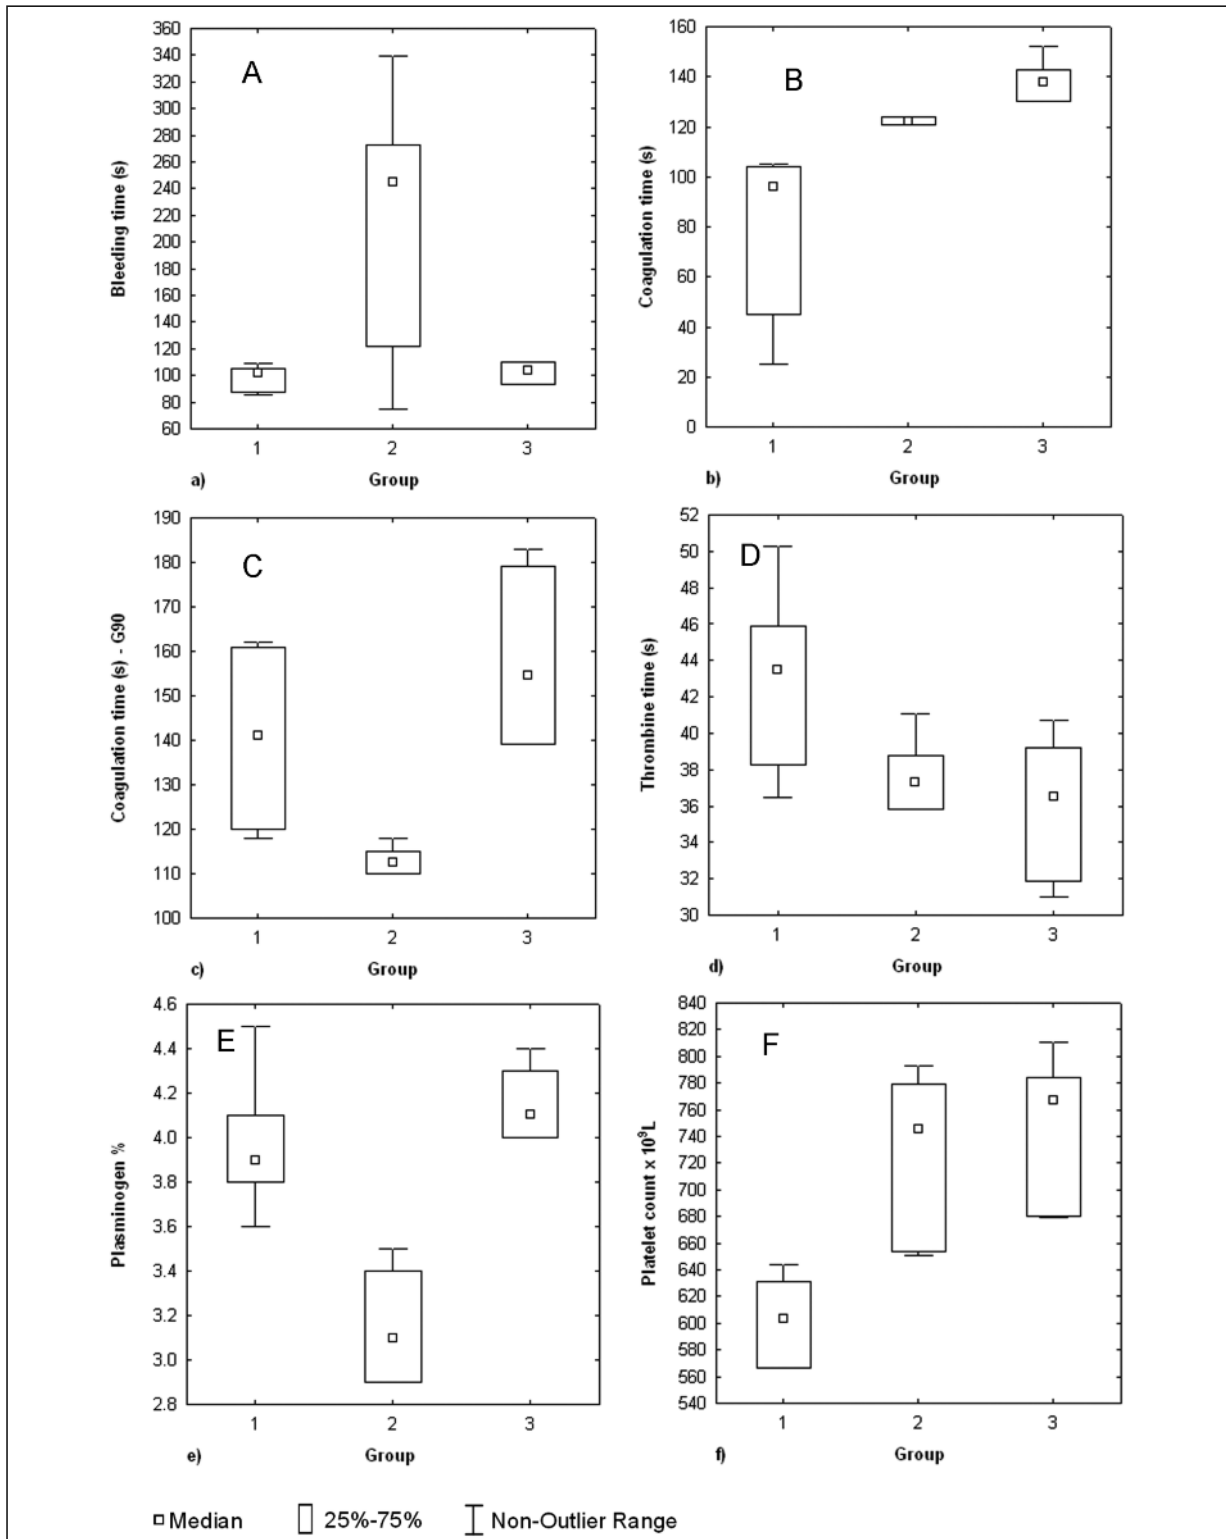 A
Bleeding time (s)
360
340
320
300
280
260
240
220
200
180
160
140
120
100
80
60
1 2 3
a) Group
B
Coagulation time (s)
160
140
120
100
80
60
40
20
0
1 2 3
b) Group
C
Coagulation time (s) - G90
190
180
170
160
150
140
130
120
110
100
1 2 3
c) Group
D
Thrombine time (s)
52
50
48
46
44
42
40
38
36
34
32
30
1 2 3
d) Group
E
Plasminogen %
4.6
4.4
4.2
4.0
3.8
3.6
3.4
3.2
3.0
2.8
1 2 3
e) Group
F
Platelet count x 10⁹L
840
820
800
780
760
740
720
700
680
660
640
620
600
580
560
540
1 2 3
f) Group
Median 25%-75% Non-Outlier Range